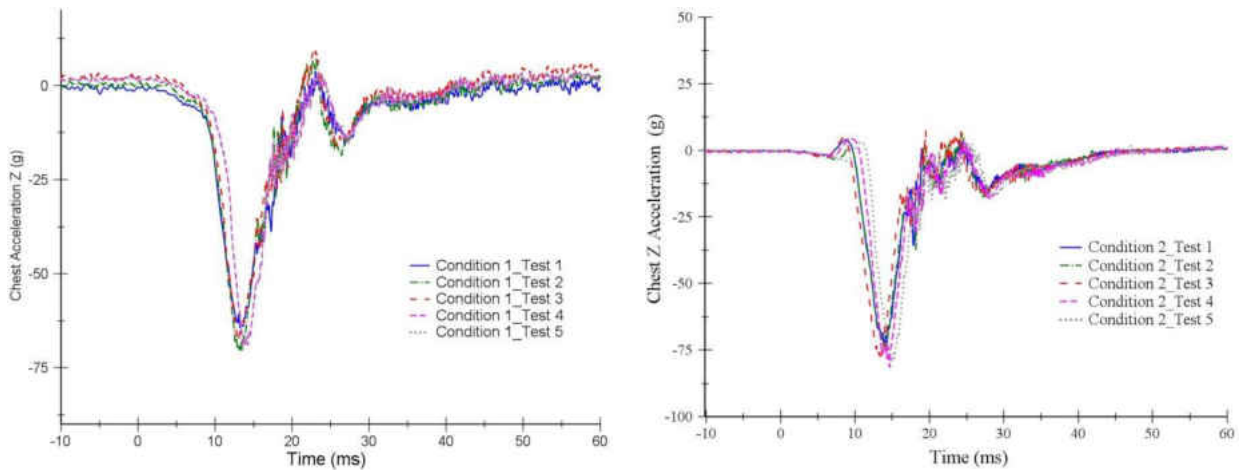 0
-25
-50
-75
Chest Acceleration Z (g)
Condition 1_Test 1
Condition 1_Test 2
Condition 1_Test 3
Condition 1_Test 4
Condition 1_Test 5
-10 0 10 20 30 40 50 60
Time (ms)
50
25
0
-25
-50
-75
-100
Chest Z Acceleration (g)
Condition 2_Test 1
Condition 2_Test 2
Condition 2_Test 3
Condition 2_Test 4
Condition 2_Test 5
-10 0 10 20 30 40 50 60
Time (ms)